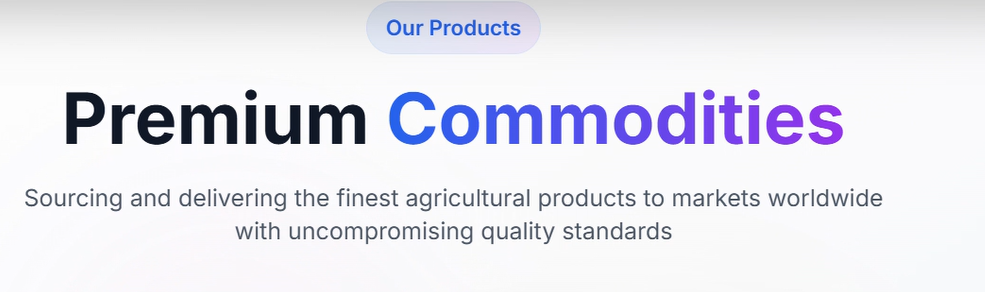 Our Products
Premium Commodities
Sourcing and delivering the finest agricultural products to markets worldwide
with uncompromising quality standards